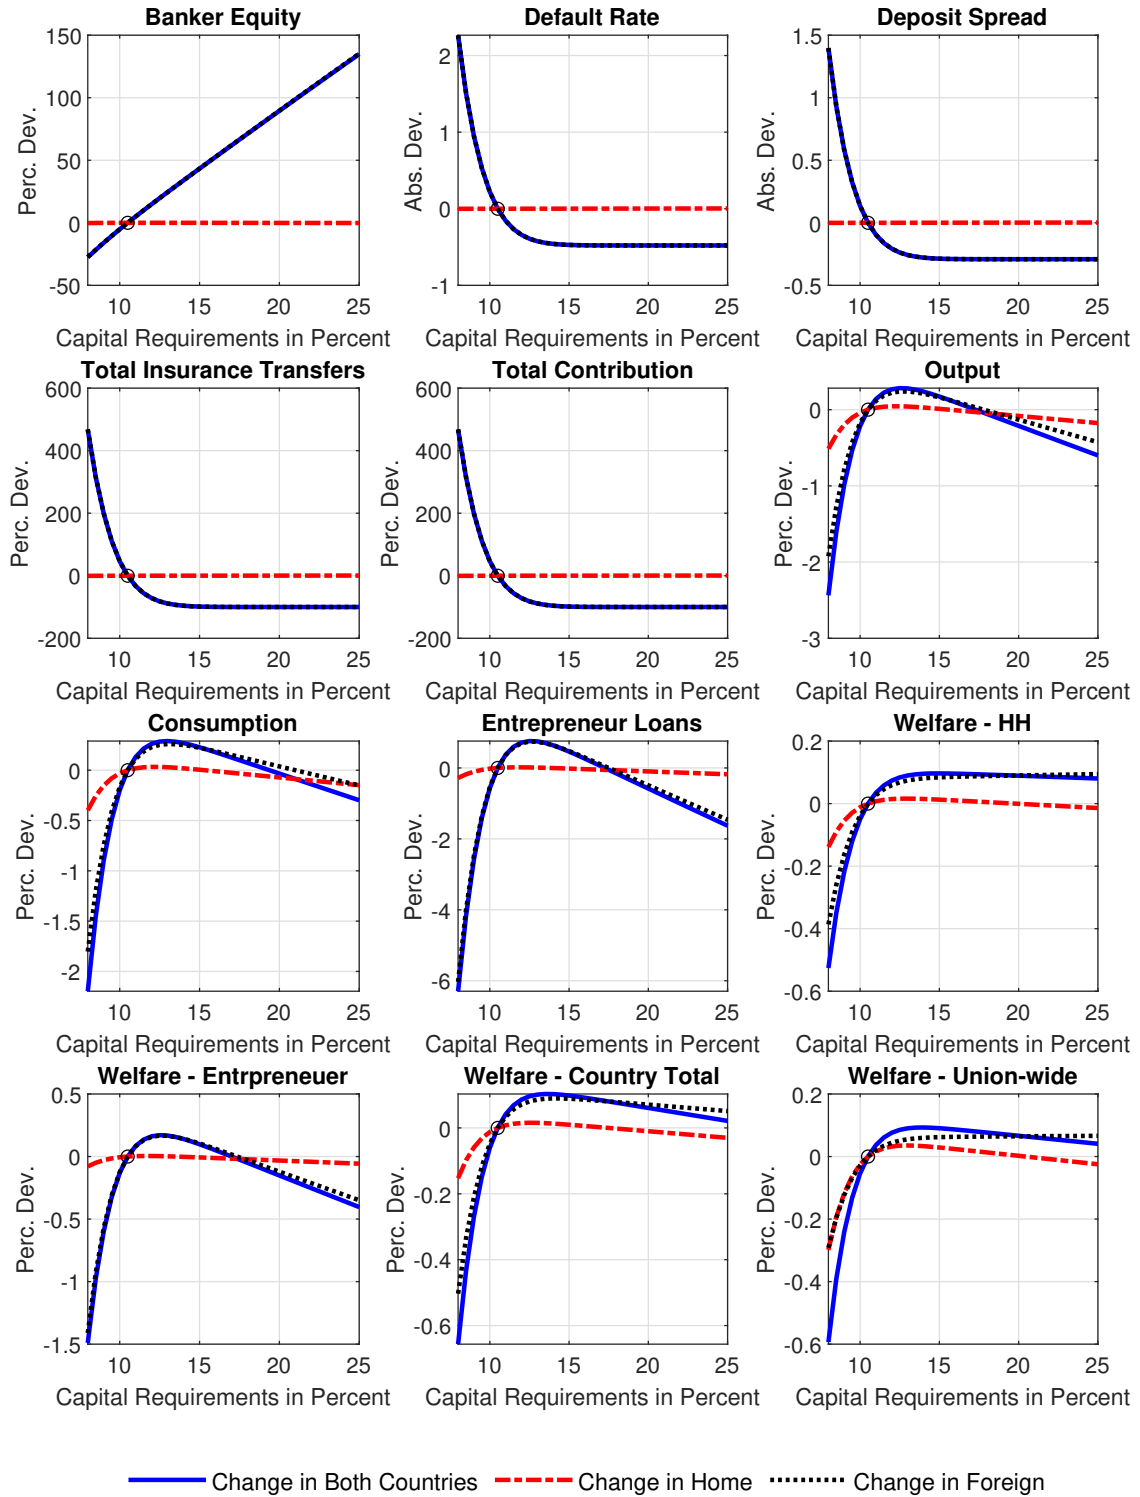 Banker Equity
Default Rate
Deposit Spread
150
100
50
0
-50
Perc. Dev.
10 15 20 25
Capital Requirements in Percent
2
1
0
-1
Abs. Dev.
10 15 20 25
Capital Requirements in Percent
1.5
1
0.5
0
-0.5
Abs. Dev.
10 15 20 25
Capital Requirements in Percent
Total Insurance Transfers
Total Contribution
Output
600
400
200
0
-200
Perc. Dev.
10 15 20 25
Capital Requirements in Percent
600
400
200
0
-200
Perc. Dev.
10 15 20 25
Capital Requirements in Percent
0
-1
-2
-3
Perc. Dev.
10 15 20 25
Capital Requirements in Percent
Consumption
Entrepreneur Loans
Welfare - HH
0
-0.5
-1
-1.5
-2
Perc. Dev.
10 15 20 25
Capital Requirements in Percent
0
-2
-4
-6
Perc. Dev.
10 15 20 25
Capital Requirements in Percent
0.2
0
-0.2
-0.4
-0.6
Perc. Dev.
10 15 20 25
Capital Requirements in Percent
Welfare - Entrpreneuer
Welfare - Country Total
Welfare - Union-wide
0.5
0
-0.5
-1
-1.5
Perc. Dev.
10 15 20 25
Capital Requirements in Percent
0
-0.2
-0.4
-0.6
Perc. Dev.
10 15 20 25
Capital Requirements in Percent
0.2
0
-0.2
-0.4
-0.6
Perc. Dev.
10 15 20 25
Capital Requirements in Percent
Change in Both Countries Change in Home Change in Foreign